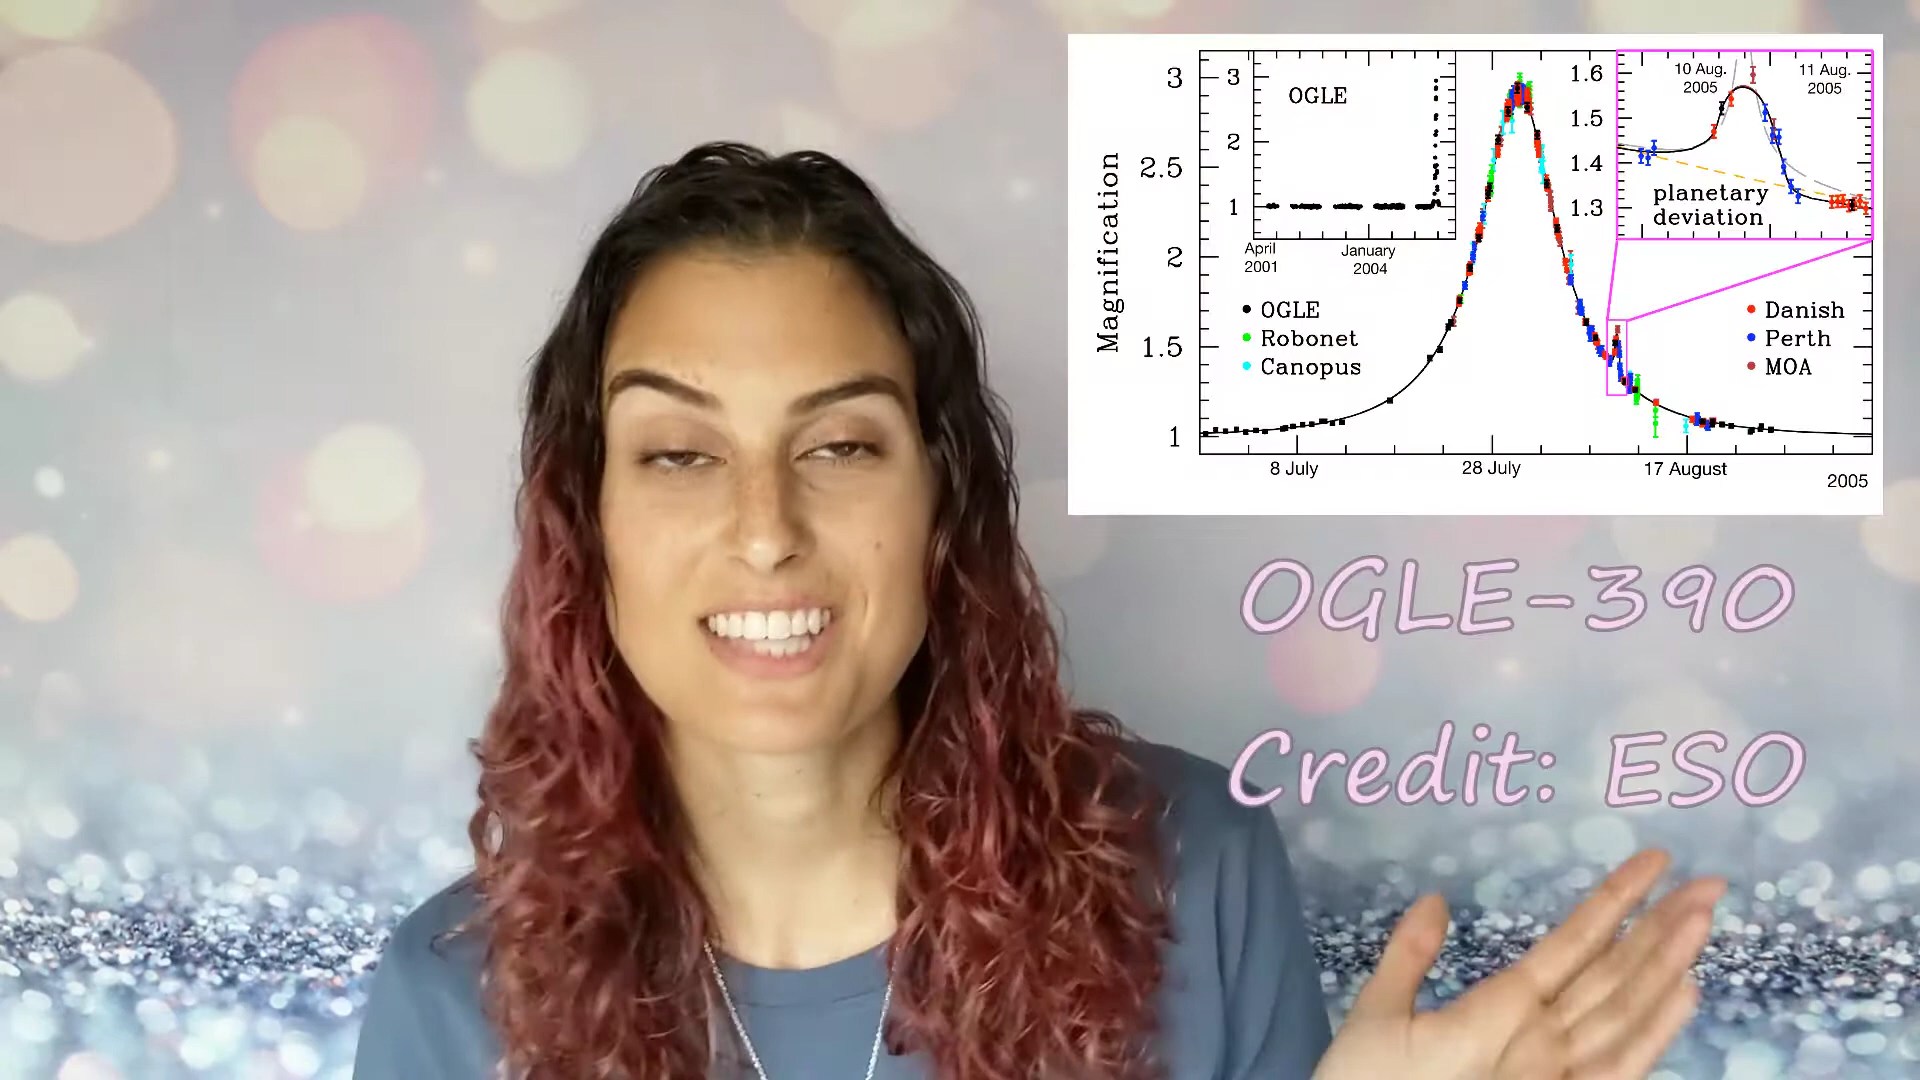 Magnification
3
2.5
2
1.5
1
8 July
28 July
17 August
2005
OGLE
3
2
1
April
2001
January
2004
OGLE
Robonet
Canopus
Danish
Perth
MOA
1.6
1.5
1.4
1.3
10 Aug.
2005
11 Aug.
2005
planetary
deviation
OGLE-390
Credit: ESO